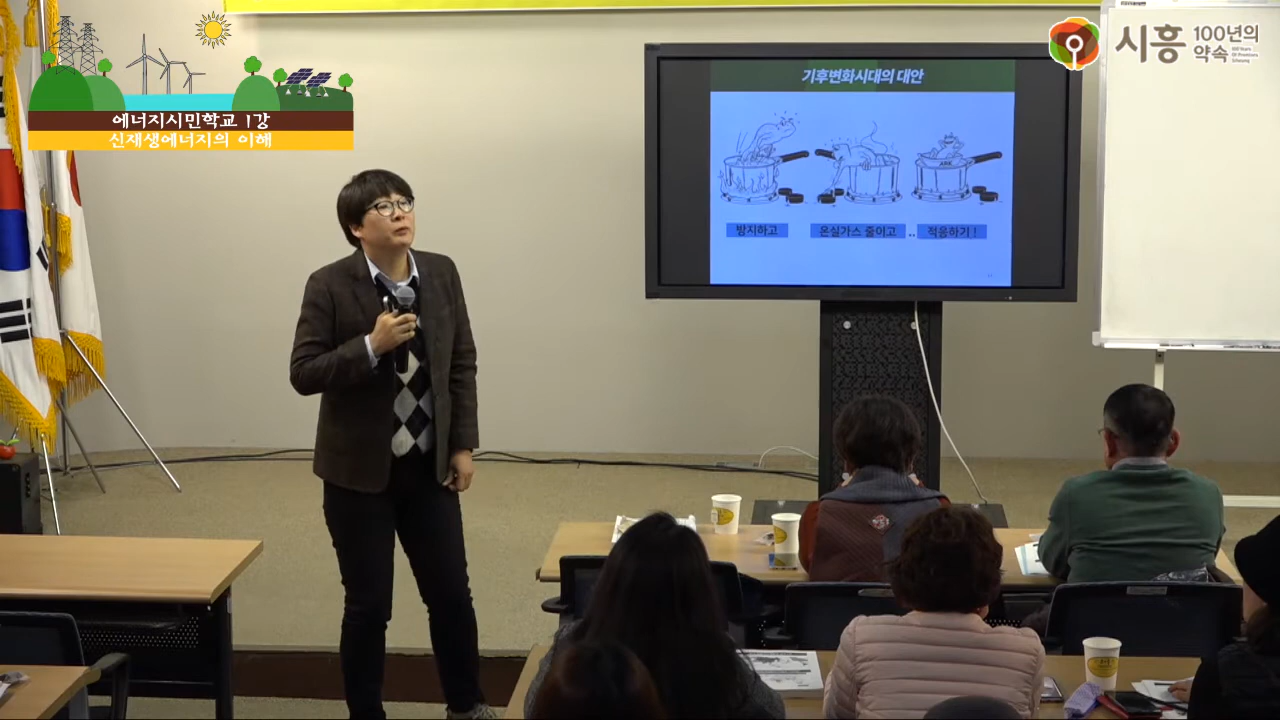 에너지시민학교 1강
신재생에너지의 이해
시흥
100년의
약속
기후변화시대의 대안
방지하고
온실가스 줄이고
..
적응하기 !